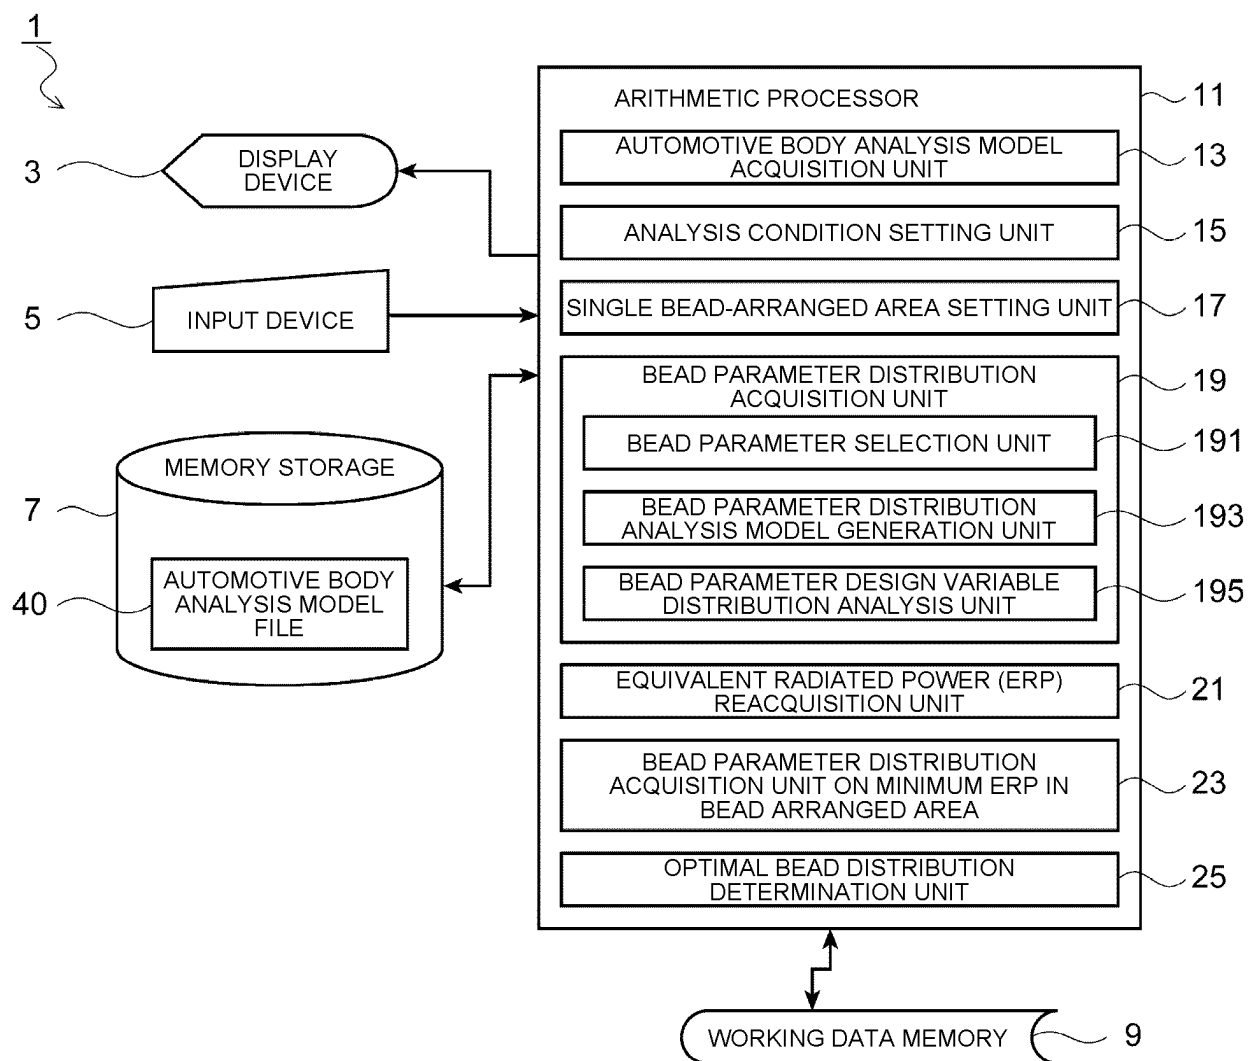 1
ARITHMETIC PROCESSOR
11
AUTOMOTIVE BODY ANALYSIS MODEL
ACQUISITION UNIT
13
DISPLAY
DEVICE
3
ANALYSIS CONDITION SETTING UNIT
15
INPUT DEVICE
5
SINGLE BEAD-ARRANGED AREA SETTING UNIT
17
BEAD PARAMETER DISTRIBUTION
ACQUISITION UNIT
19
BEAD PARAMETER SELECTION UNIT
191
MEMORY STORAGE
7
BEAD PARAMETER DISTRIBUTION
ANALYSIS MODEL GENERATION UNIT
193
AUTOMOTIVE BODY
ANALYSIS MODEL
FILE
40
BEAD PARAMETER DESIGN VARIABLE
DISTRIBUTION ANALYSIS UNIT
195
EQUIVALENT RADIATED POWER (ERP)
REACQUISITION UNIT
21
BEAD PARAMETER DISTRIBUTION
ACQUISITION UNIT ON MINIMUM ERP IN
BEAD ARRANGED AREA
23
OPTIMAL BEAD DISTRIBUTION
DETERMINATION UNIT
25
WORKING DATA MEMORY
9